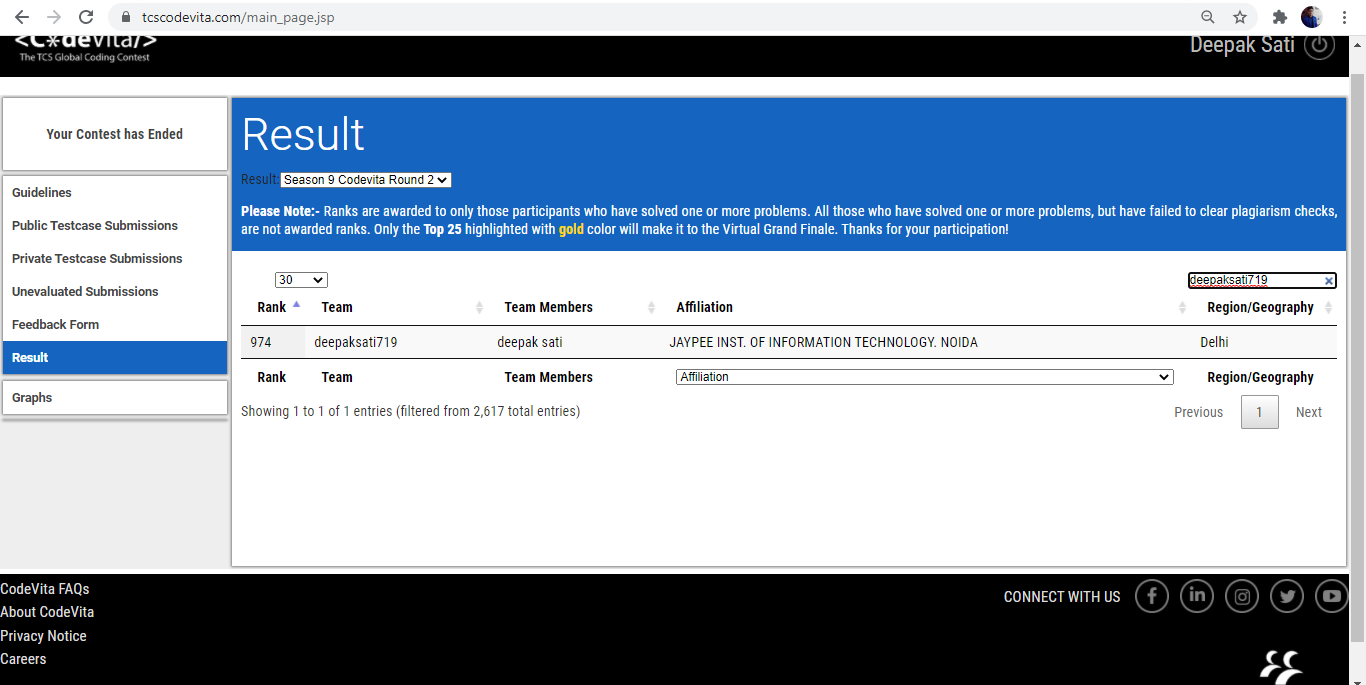 tcscodevita.com/main_page.jsp
<C*deVita/>
The TCS Global Coding Contest
Deepak Sati
Your Contest has Ended
Guidelines
Public Testcase Submissions
Private Testcase Submissions
Unevaluated Submissions
Feedback Form
Result
Graphs
Result
Result: Season 9 Codevita Round 2
Please Note:- Ranks are awarded to only those participants who have solved one or more problems. All those who have solved one or more problems, but have failed to clear plagiarism checks,
are not awarded ranks. Only the Top 25 highlighted with gold color will make it to the Virtual Grand Finale. Thanks for your participation!
30 deepaksati719
Rank Team Team Members Affiliation Region/Geography
974 deepaksati719 deepak sati JAYPEE INST. OF INFORMATION TECHNOLOGY. NOIDA Delhi
Rank Team Team Members Affiliation Region/Geography
Showing 1 to 1 of 1 entries (filtered from 2,617 total entries) Previous 1 Next
CodeVita FAQs
About CodeVita
Privacy Notice
Careers
CONNECT WITH US